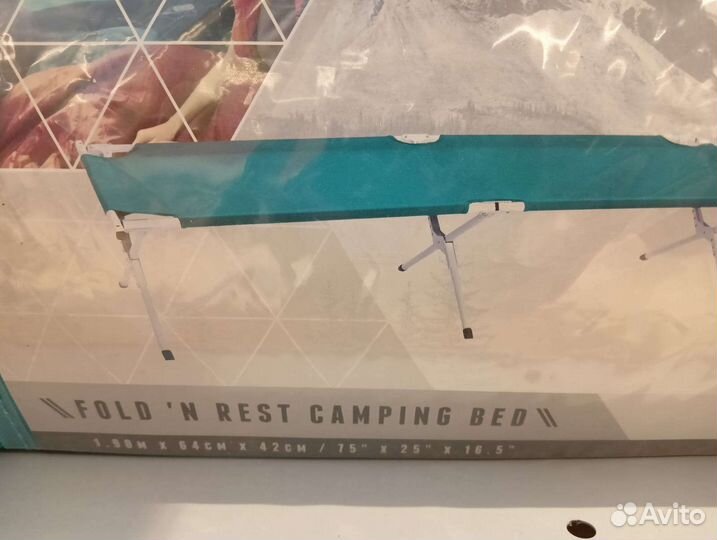 FOLD 'N REST CAMPING BED
1.90M X 64CM X 42CM / 75" X 25" X 16.5"
Avito